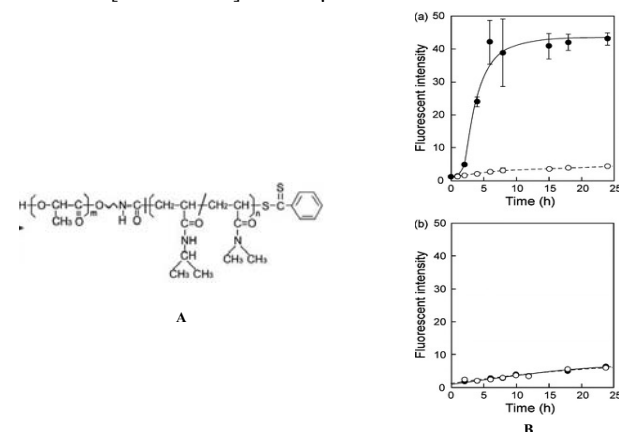 (a)
50
40
30
20
10
0
Fluorescent intensity
0 5 10 15 20 25
Time (h)
H O CH C O N C CH₂ CH CH₂ CH S C
CH₃ O m H O n S
C=O C=O
NH N
CH CH₃ CH₃
CH₃ CH₃
A
(b)
50
40
30
20
10
0
Fluorescent intensity
0 5 10 15 20 25
Time (h)
B